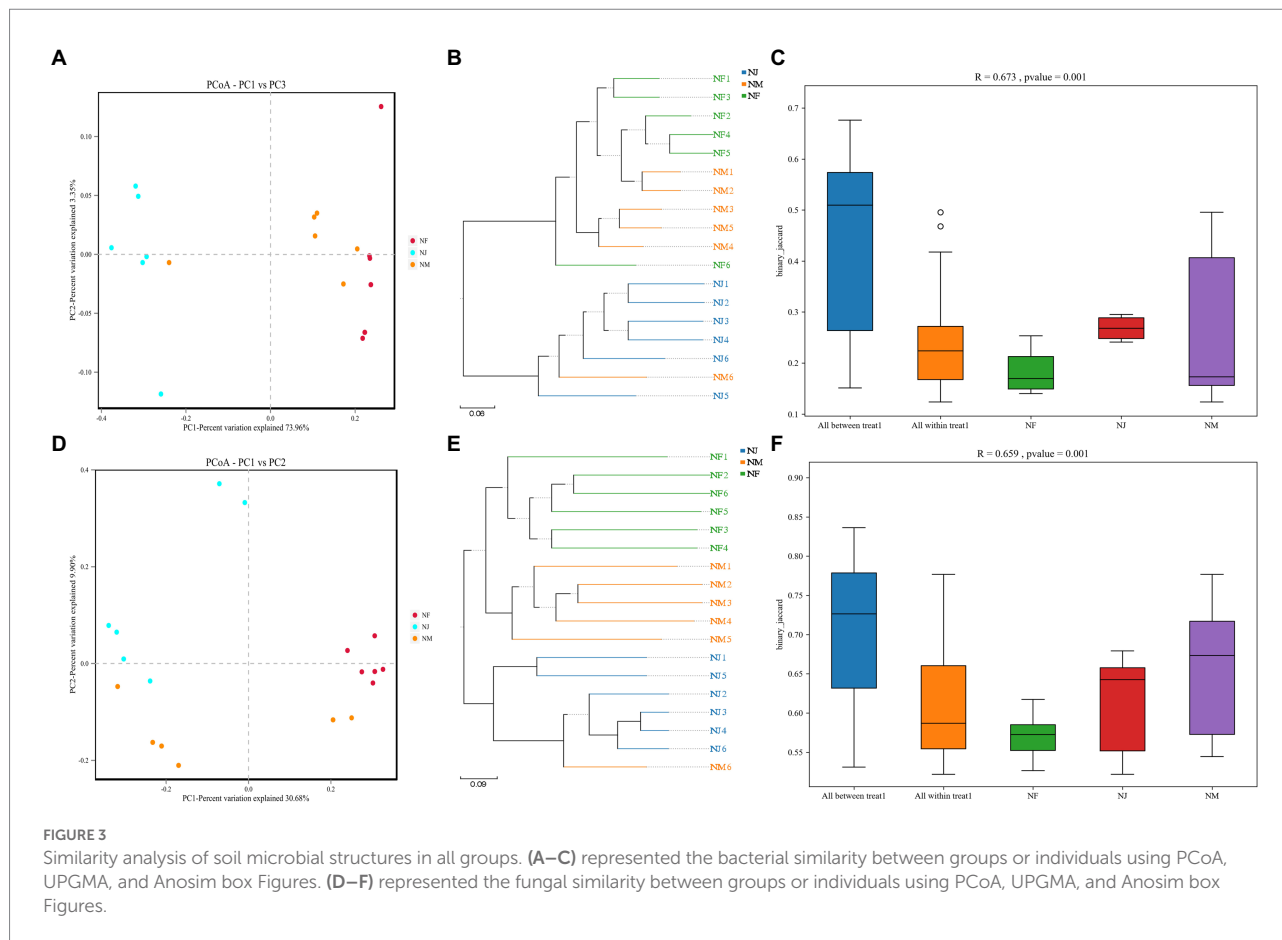 A
PCoA - PC1 vs PC3
PC2-Percent variation explained 3.35%
0.10
0.05
0.00
-0.05
-0.10
-0.4
-0.2
0.0
0.2
PC1-Percent variation explained 73.96%
NF
NJ
NM
B
NF1
NF3
NF2
NF4
NF5
NM1
NM2
NM3
NM5
NM4
NF6
NJ1
NJ2
NJ3
NJ4
NJ6
NM6
NJ5
0.08
NJ
NM
NF
C
R = 0.673 , pvalue = 0.001
binary_jaccard
0.7
0.6
0.5
0.4
0.3
0.2
0.1
All between treat1
All within treat1
NF
NJ
NM
D
PCoA - PC1 vs PC2
PC2-Percent variation explained 9.90%
0.4
0.2
0.0
-0.2
-0.2
0.0
0.2
PC1-Percent variation explained 30.68%
NF
NJ
NM
E
NF1
NF2
NF6
NF5
NF3
NF4
NM1
NM2
NM3
NM4
NM5
NJ1
NJ5
NJ2
NJ3
NJ4
NJ6
NM6
0.09
NJ
NM
NF
F
R = 0.659 , pvalue = 0.001
binary_jaccard
0.90
0.85
0.80
0.75
0.70
0.65
0.60
0.55
All between treat1
All within treat1
NF
NJ
NM
FIGURE 3
Similarity analysis of soil microbial structures in all groups. (A–C) represented the bacterial similarity between groups or individuals using PCoA,
UPGMA, and Anosim box Figures. (D–F) represented the fungal similarity between groups or individuals using PCoA, UPGMA, and Anosim box
Figures.